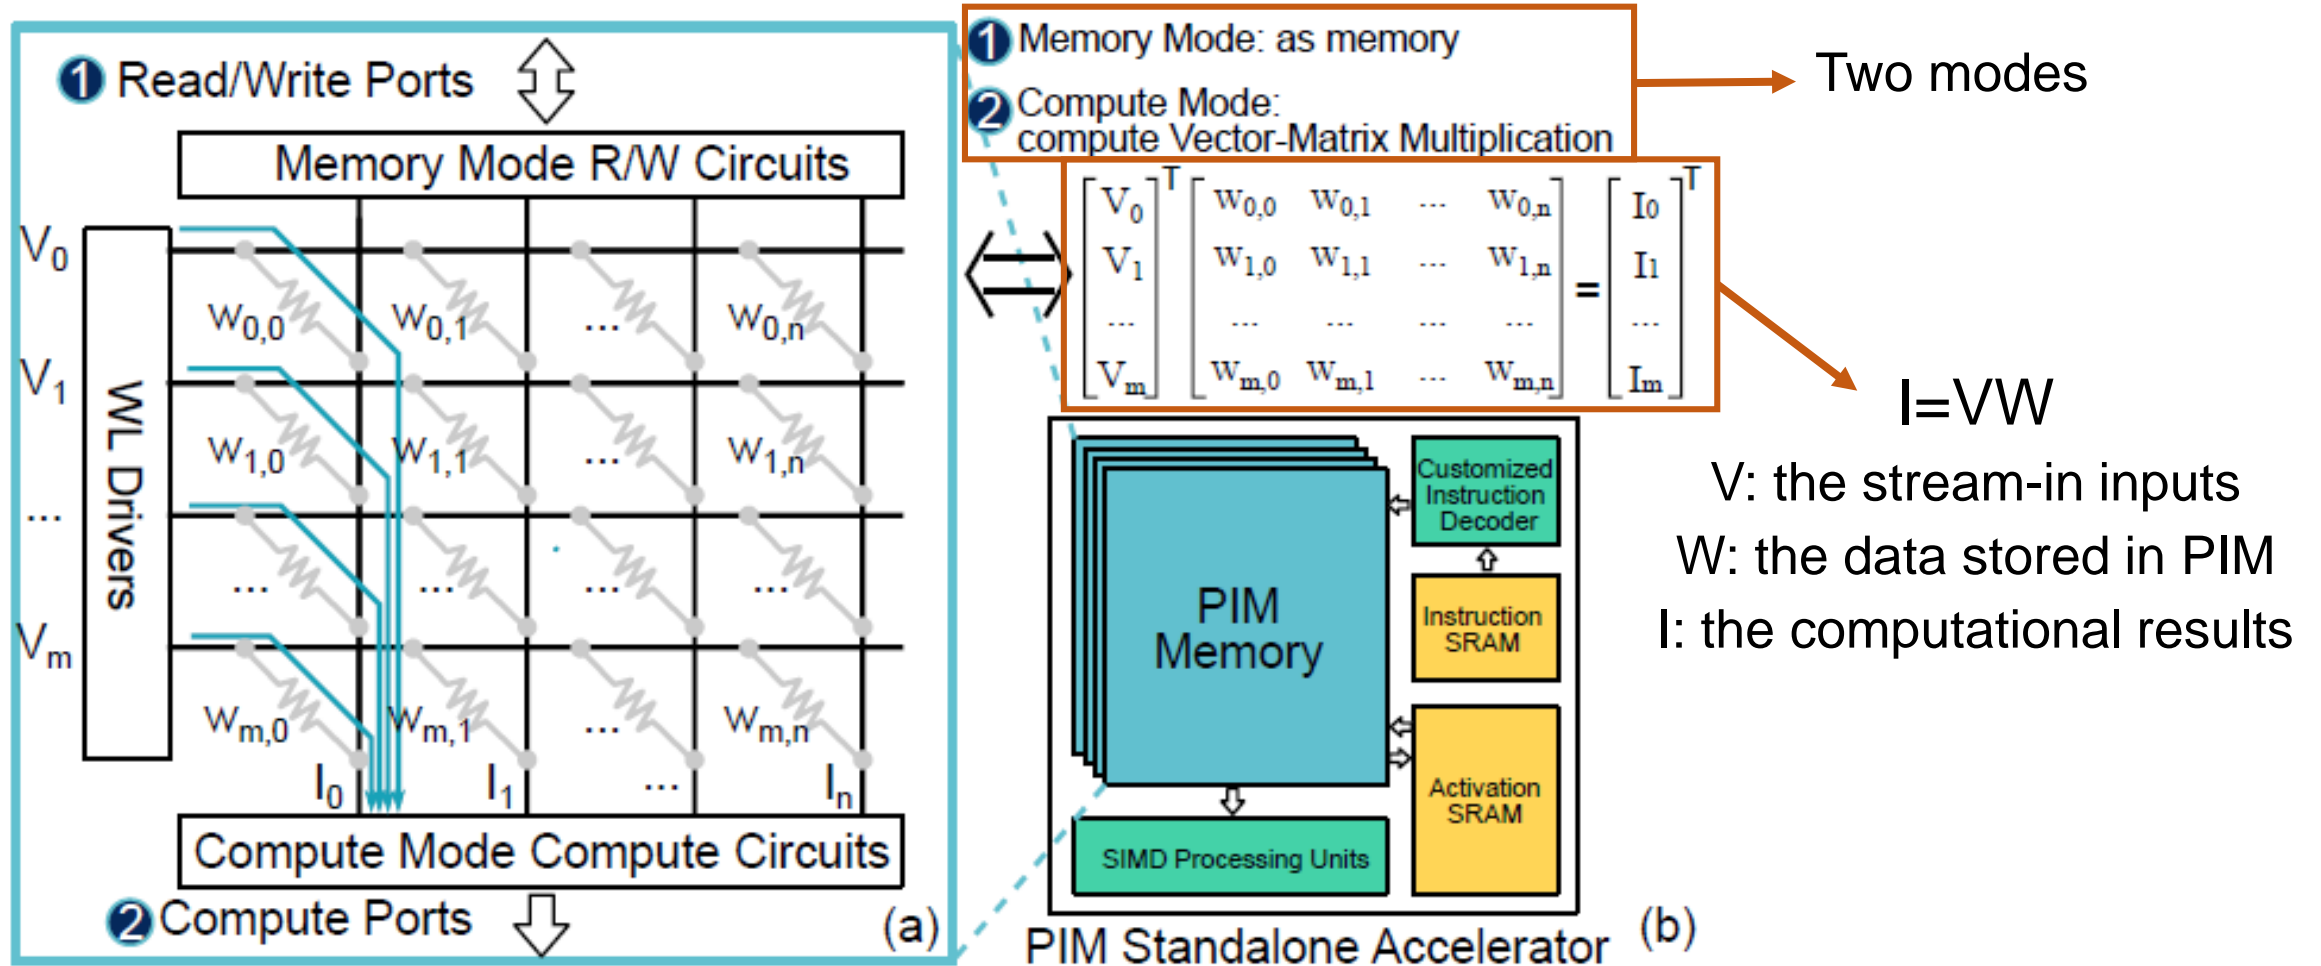 1 Read/Write Ports
Memory Mode R/W Circuits
V0
V1
...
Vm
WL Drivers
W0,0 W0,1 ... W0,n
W1,0 W1,1 ... W1,n
... ... ... ...
Wm,0 Wm,1 ... Wm,n
I0 I1 ... In
Compute Mode Compute Circuits
2 Compute Ports
(a)
1 Memory Mode: as memory
2 Compute Mode:
compute Vector-Matrix Multiplication
Two modes
[V0 V1 ... Vm]T
W0,0 W0,1 ... W0,n
W1,0 W1,1 ... W1,n
... ... ... ...
Wm,0 Wm,1 ... Wm,n
=
[I0 I1 ... Im]T
I=VW
V: the stream-in inputs
W: the data stored in PIM
I: the computational results
PIM
Memory
Customized
Instruction
Decoder
Instruction
SRAM
Activation
SRAM
SIMD Processing Units
PIM Standalone Accelerator
(b)